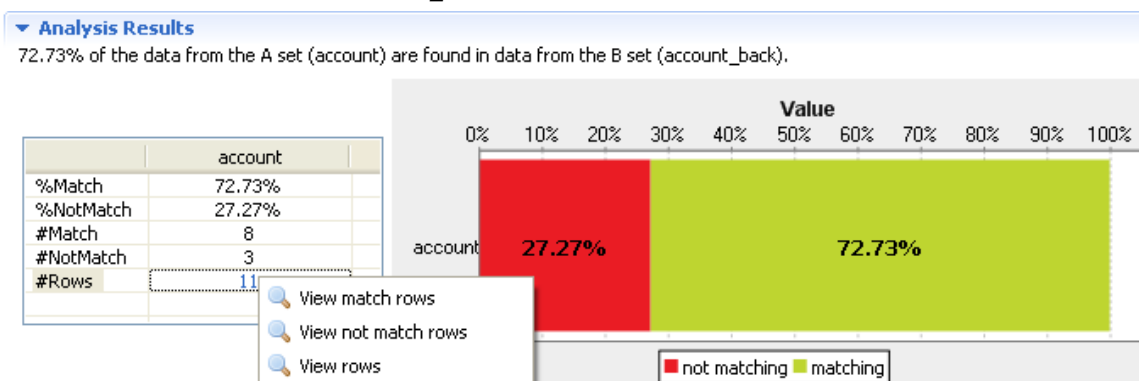 Analysis Results
72.73% of the data from the A set (account) are found in data from the B set (account_back).
Value
0% 10% 20% 30% 40% 50% 60% 70% 80% 90% 100%
account
%Match 72.73%
%NotMatch 27.27%
#Match 8
#NotMatch 3
#Rows 11
account 27.27% 72.73%
View match rows
View not match rows
View rows
not matching matching